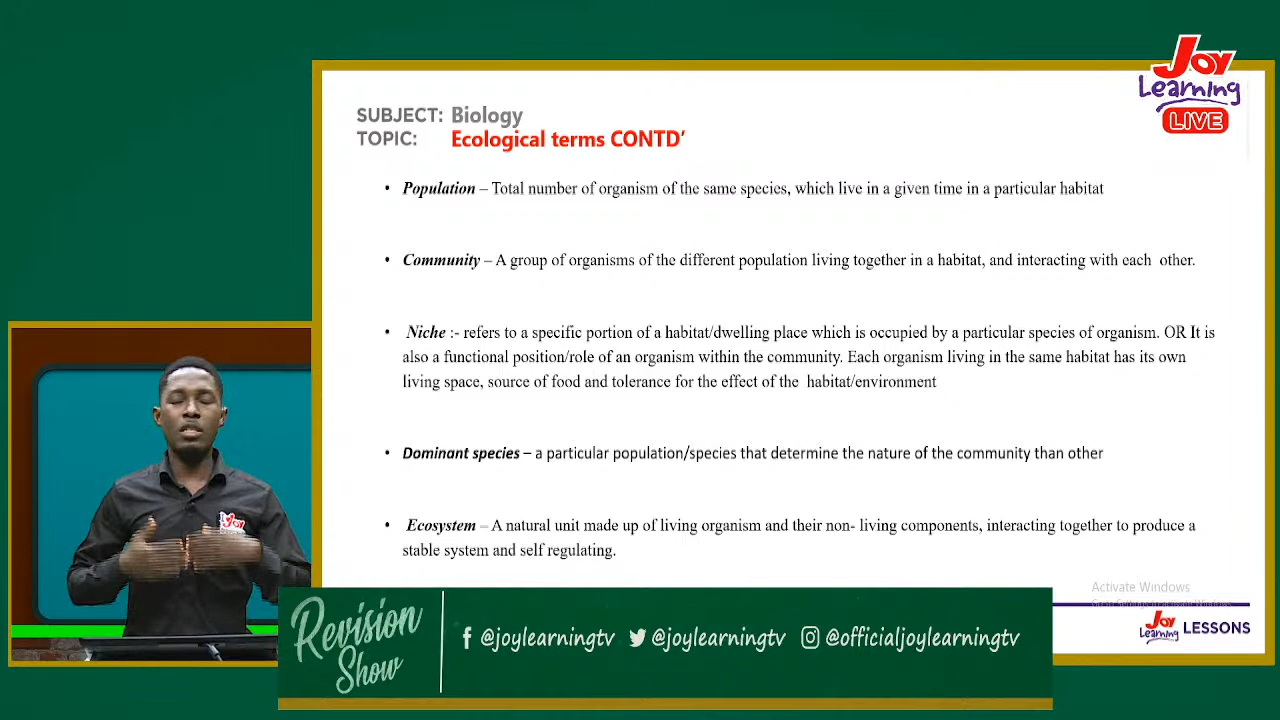 Joy
Learning
LIVE
SUBJECT: Biology
TOPIC: Ecological terms CONTD’
• Population – Total number of organism of the same species, which live in a given time in a particular habitat
• Community – A group of organisms of the different population living together in a habitat, and interacting with each other.
• Niche :- refers to a specific portion of a habitat/dwelling place which is occupied by a particular species of organism. OR It is
also a functional position/role of an organism within the community. Each organism living in the same habitat has its own
living space, source of food and tolerance for the effect of the habitat/environment
• Dominant species – a particular population/species that determine the nature of the community than other
• Ecosystem – A natural unit made up of living organism and their non- living components, interacting together to produce a
stable system and self regulating.
Activate Windows
Go to Settings to activate Windows.
Joy
Learning LESSONS
Joy
Revision
Show
@joylearningtv @joylearningtv @officialjoylearningtv